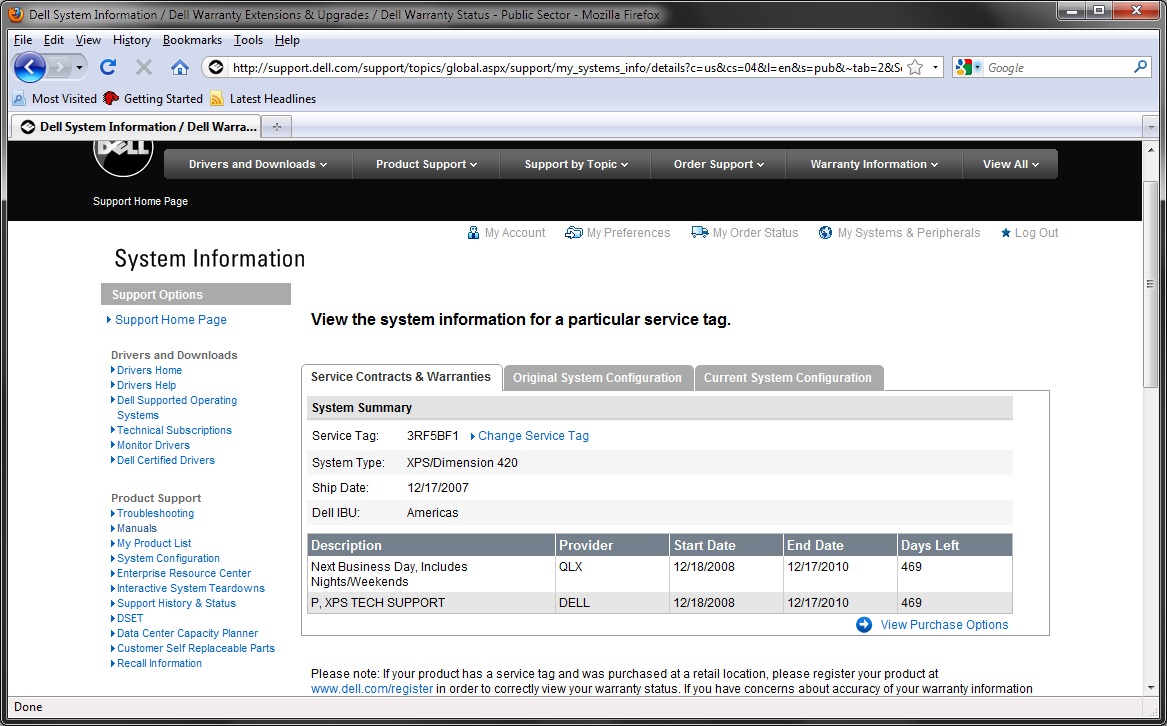 Dell System Information / Dell Warranty Extensions & Upgrades / Dell Warranty Status - Public Sector - Mozilla Firefox
File Edit View History Bookmarks Tools Help
http://support.dell.com/support/topics/global.aspx/support/my_systems_info/details?c=us&cs=04&l=en&s=pub&~tab=2&S
Google
Most Visited Getting Started Latest Headlines
Dell System Information / Dell Warra...
DELL
Drivers and Downloads Product Support Support by Topic Order Support Warranty Information View All
Support Home Page
My Account My Preferences My Order Status My Systems & Peripherals Log Out
System Information
Support Options
Support Home Page
Drivers and Downloads
Drivers Home
Drivers Help
Dell Supported Operating
Systems
Technical Subscriptions
Monitor Drivers
Dell Certified Drivers
Product Support
Troubleshooting
Manuals
My Product List
System Configuration
Enterprise Resource Center
Interactive System Teardowns
Support History & Status
DSET
Data Center Capacity Planner
Customer Self Replaceable Parts
Recall Information
View the system information for a particular service tag.
Service Contracts & Warranties Original System Configuration Current System Configuration
System Summary
Service Tag: 3RF5BF1 Change Service Tag
System Type: XPS/Dimension 420
Ship Date: 12/17/2007
Dell IBU: Americas
Description Provider Start Date End Date Days Left
Next Business Day, Includes QLX 12/18/2008 12/17/2010 469
Nights/Weekends
P, XPS TECH SUPPORT DELL 12/18/2008 12/17/2010 469
View Purchase Options
Please note: If your product has a service tag and was purchased at a retail location, please register your product at
www.dell.com/register in order to correctly view your warranty status. If you have concerns about accuracy of your warranty information
Done